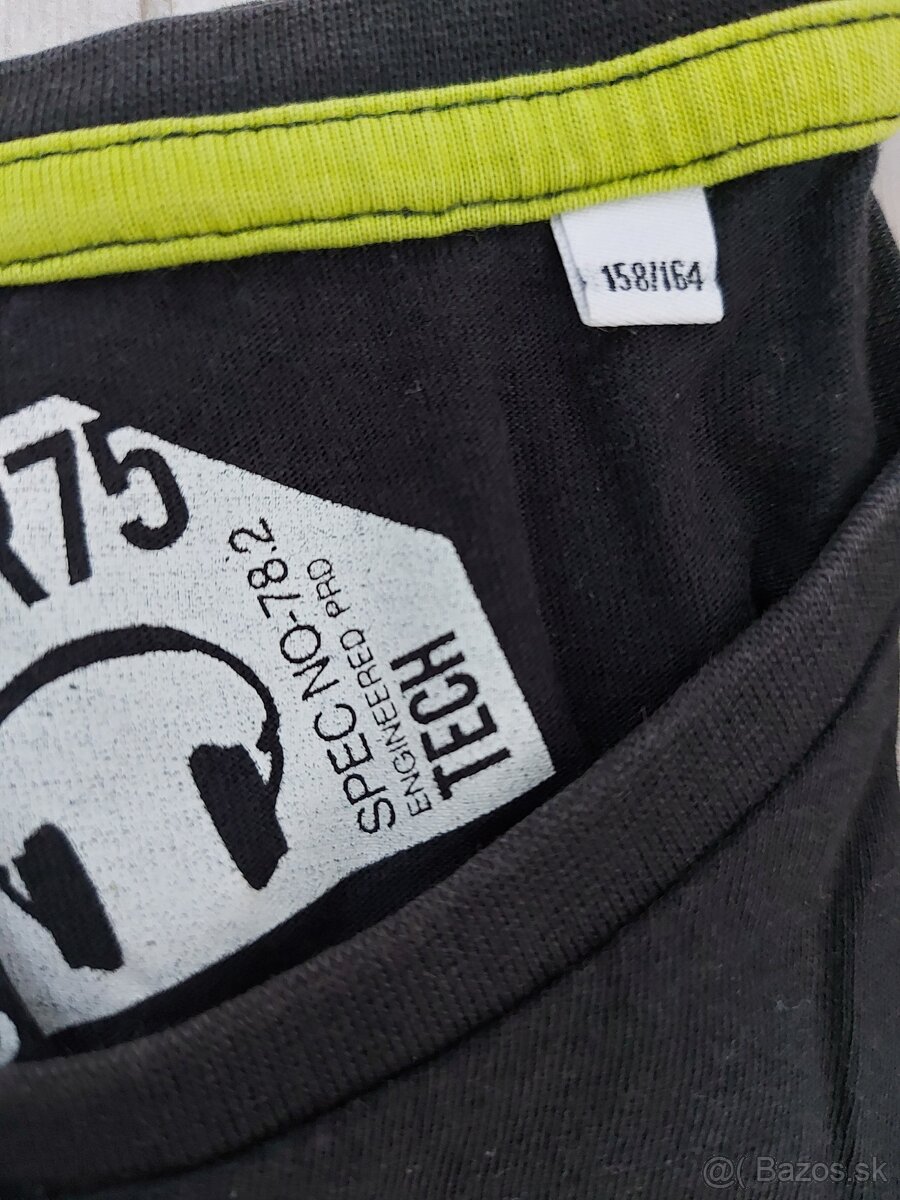 158/164
R75
SPEC NO-78.2
ENGINEERED PRO
TECH
@( Bazos.sk